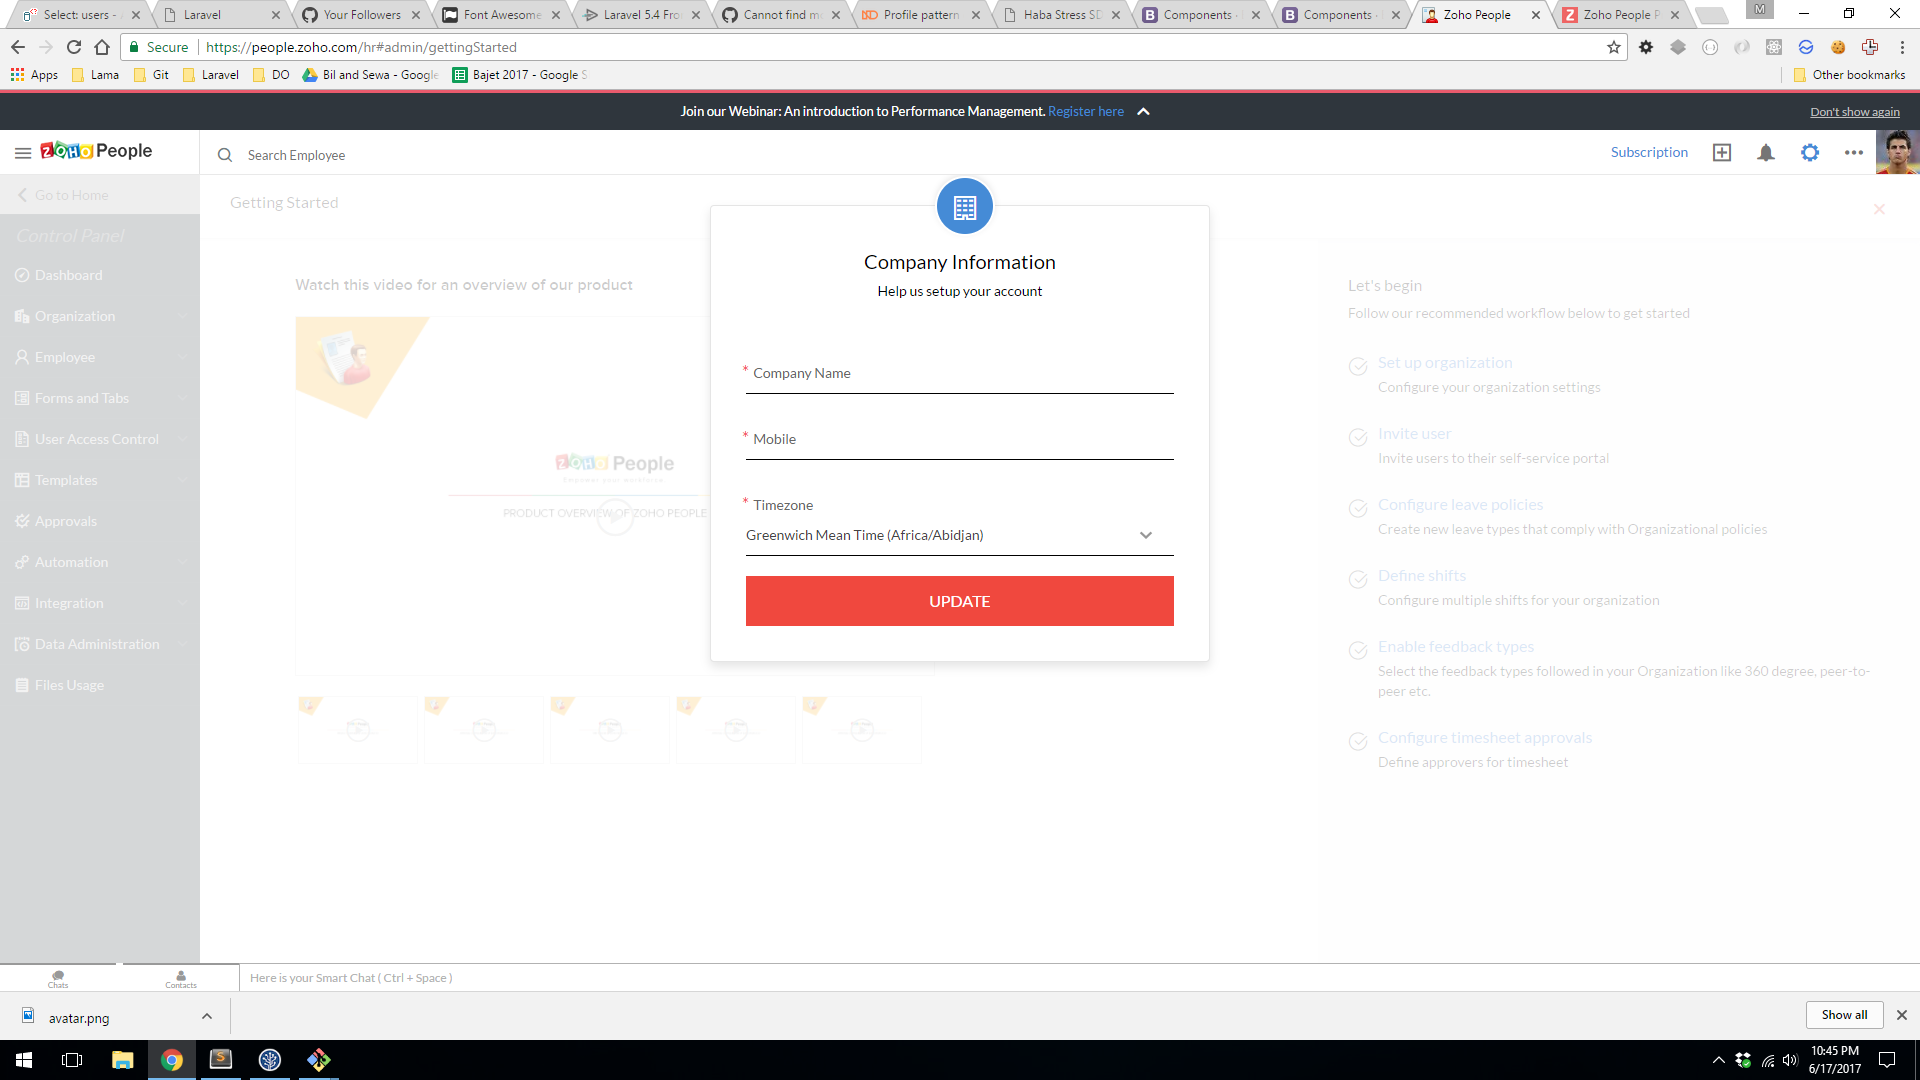 Select: users -
Laravel
Your Followers
Font Awesome
Laravel 5.4 Fro
Cannot find m
Profile pattern
Haba Stress SD
Components -
Components -
Zoho People
Zoho People P
M
Secure
https://people.zoho.com/hr#admin/gettingStarted
Apps
Lama
Git
Laravel
DO
Bil and Sewa - Google
Bajet 2017 - Google S
Other bookmarks
Join our Webinar: An introduction to Performance Management. Register here
Don't show again
ZOHO People
Search Employee
Subscription
Go to Home
Getting Started
Control Panel
Dashboard
Organization
Employee
Forms and Tabs
User Access Control
Templates
Approvals
Automation
Integration
Data Administration
Files Usage
Watch this video for an overview of our product
ZOHO People
Empower your workforce
PRODUCT OVERVIEW OF ZOHO PEOPLE
Company Information
Help us setup your account
* Company Name
* Mobile
* Timezone
Greenwich Mean Time (Africa/Abidjan)
UPDATE
Let's begin
Follow our recommended workflow below to get started
Set up organization
Configure your organization settings
Invite user
Invite users to their self-service portal
Configure leave policies
Create new leave types that comply with Organizational policies
Define shifts
Configure multiple shifts for your organization
Enable feedback types
Select the feedback types followed in your Organization like 360 degree, peer-to-
peer etc.
Configure timesheet approvals
Define approvers for timesheet
Chats
Contacts
Here is your Smart Chat ( Ctrl + Space )
avatar.png
Show all
10:45 PM
6/17/2017